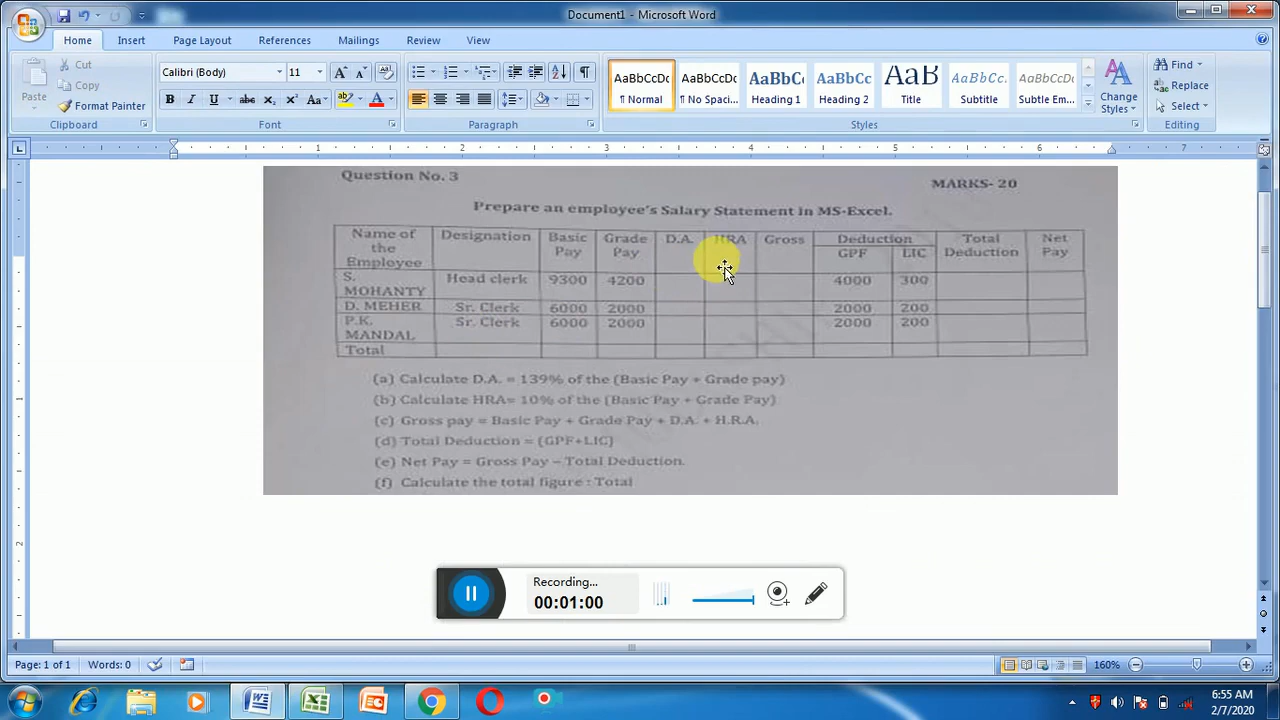 Document1 - Microsoft Word
Home Insert Page Layout References Mailings Review View
Cut
Copy
Format Painter
Paste
Clipboard
Calibri (Body) 11
Font
Paragraph
AaBbCcDc AaBbCcDc AaBbC AaBbCc AaB AaBbCc. AaBbCcDc
¶ Normal ¶ No Spaci... Heading 1 Heading 2 Title Subtitle Subtle Em...
Styles
Change
Styles
Find
Replace
Select
Editing
1 2 3 4 5 6 7
Question No. 3
MARKS- 20
Prepare an employee's Salary Statement in MS-Excel.
Name of the Employee Designation Basic Pay Grade Pay D.A. HRA Gross Deduction Total Deduction Net Pay
GPF LIC
S. MOHANTY Head clerk 9300 4200 4000 300
D. MEHER Sr. Clerk 6000 2000 2000 200
P.K. MANDAL Sr. Clerk 6000 2000 2000 200
Total
(a) Calculate D.A. = 139% of the (Basic Pay + Grade pay)
(b) Calculate HRA= 10% of the (Basic Pay + Grade Pay)
(c) Gross pay = Basic Pay + Grade Pay + D.A. + H.R.A.
(d) Total Deduction = (GPF+LIC)
(e) Net Pay = Gross Pay – Total Deduction.
(f) Calculate the total figure : Total
Recording...
00:01:00
Page: 1 of 1 Words: 0
160%
6:55 AM
2/7/2020